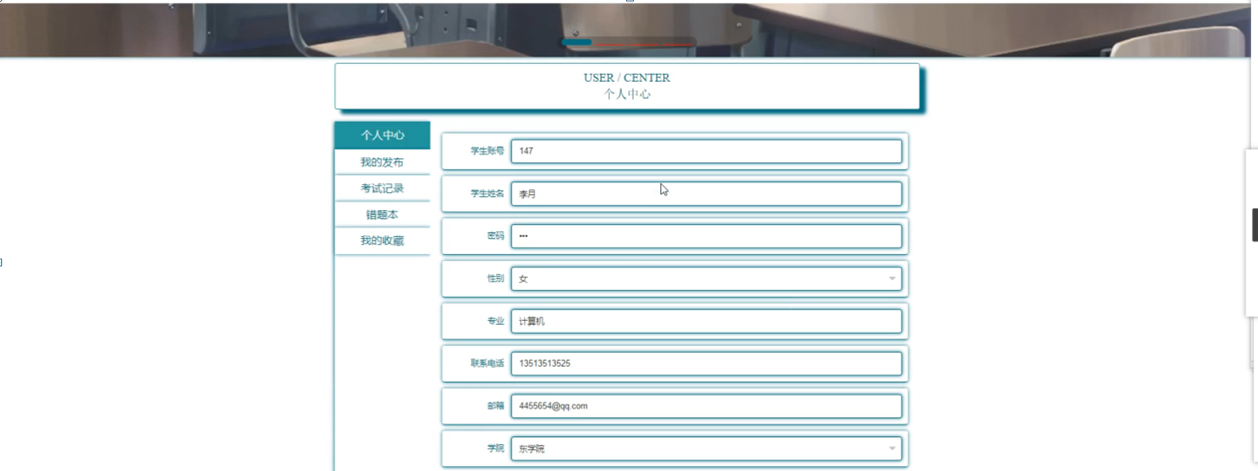 USER / CENTER
个人中心
个人中心
我的发布
考试记录
错题本
我的收藏
学生账号 147
学生姓名 李月
密码 •••
性别 女
专业 计算机
联系电话 13513513525
邮箱 4455654@qq.com
学院 东学院